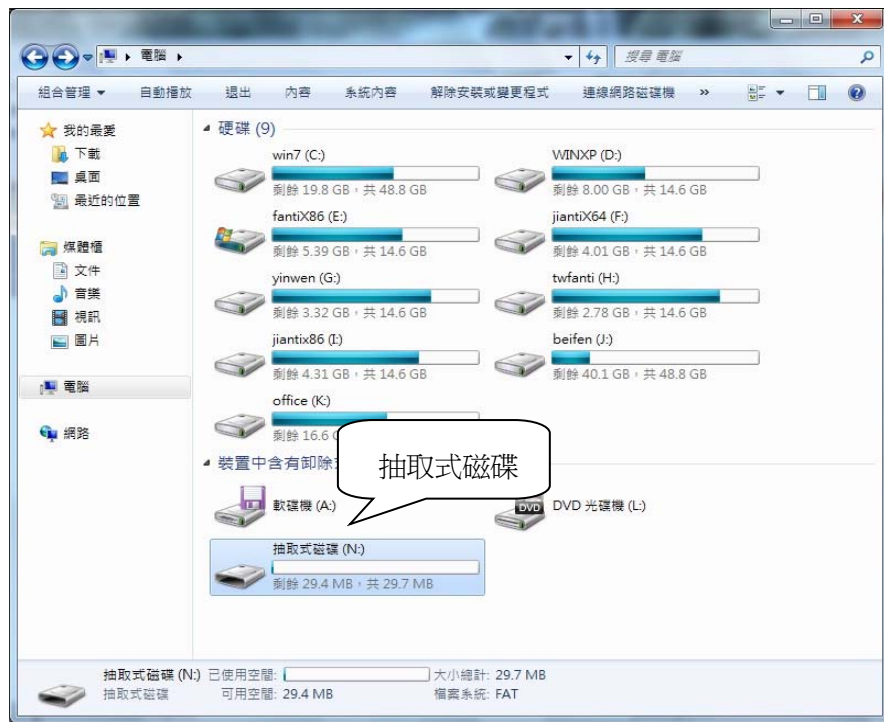 電腦
搜尋 電腦
組合管理 自動播放 退出 內容 系統內容 解除安裝或變更程式 連線網路磁碟機 »
我的最愛
下載
桌面
最近的位置
媒體櫃
文件
音樂
視訊
圖片
電腦
網路
硬碟 (9)
win7 (C:)
剩餘 19.8 GB,共 48.8 GB
WINXP (D:)
剩餘 8.00 GB,共 14.6 GB
fantiX86 (E:)
剩餘 5.39 GB,共 14.6 GB
jiantiX64 (F:)
剩餘 4.01 GB,共 14.6 GB
yinwen (G:)
剩餘 3.32 GB,共 14.6 GB
twfanti (H:)
剩餘 2.78 GB,共 14.6 GB
jiantix86 (I:)
剩餘 4.31 GB,共 14.6 GB
beifen (J:)
剩餘 40.1 GB,共 48.8 GB
office (K:)
剩餘 16.6
裝置中含有卸除
抽取式磁碟
軟碟機 (A:)
DVD
DVD 光碟機 (L:)
抽取式磁碟 (N:)
剩餘 29.4 MB,共 29.7 MB
抽取式磁碟 (N:) 已使用空間: 大小總計: 29.7 MB
抽取式磁碟 可用空間: 29.4 MB 檔案系統: FAT